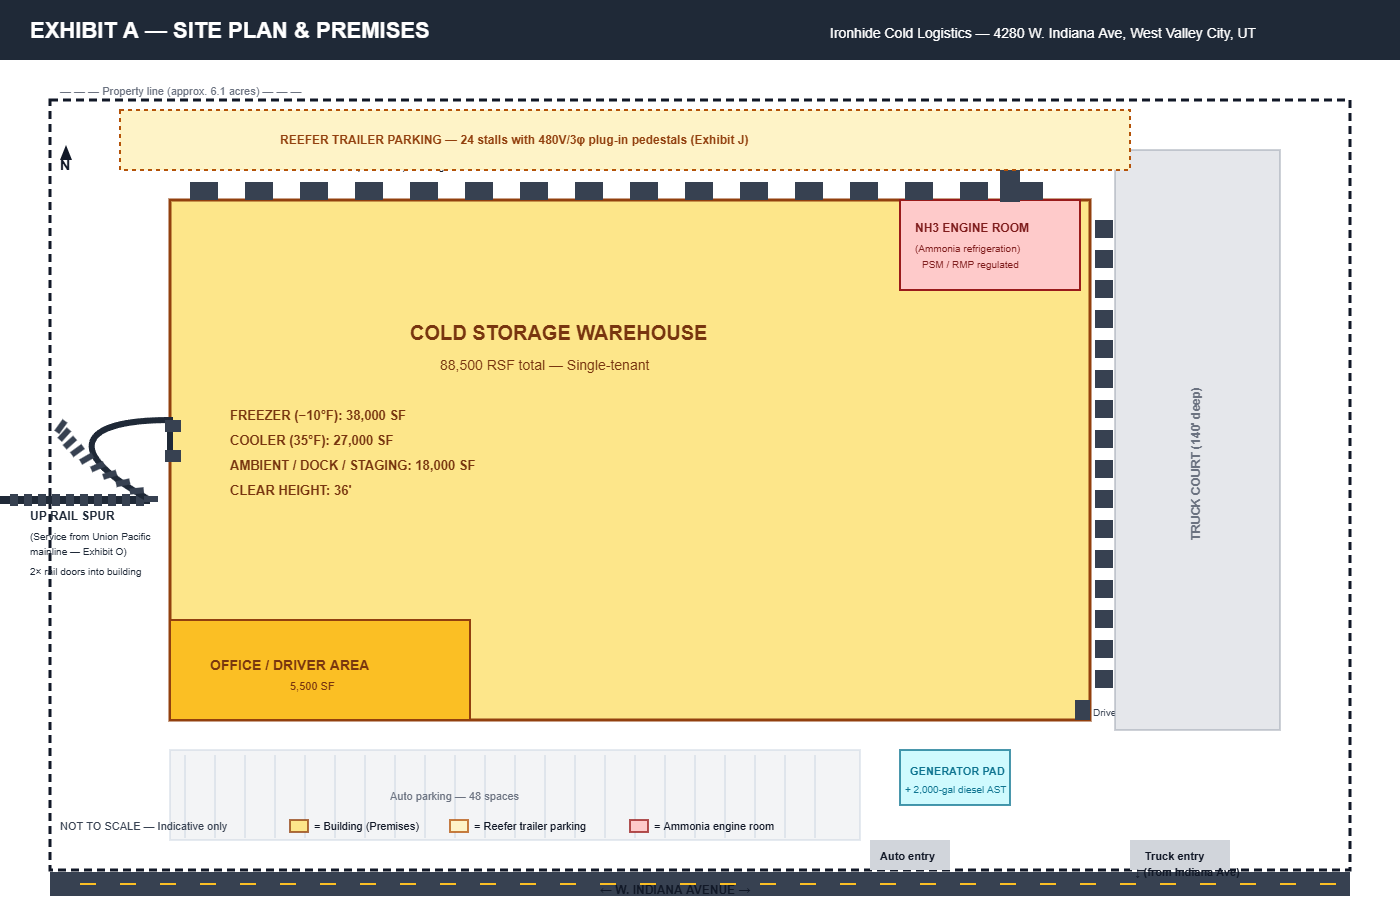 EXHIBIT A — SITE PLAN & PREMISES
Ironhide Cold Logistics — 4280 W. Indiana Ave, West Valley City, UT
— — — Property line (approx. 6.1 acres) — — —
REEFER TRAILER PARKING — 24 stalls with 480V/3φ plug-in pedestals (Exhibit J)
N
NH3 ENGINE ROOM
(Ammonia refrigeration)
PSM / RMP regulated
COLD STORAGE WAREHOUSE
88,500 RSF total — Single-tenant
FREEZER (−10°F): 38,000 SF
COOLER (35°F): 27,000 SF
AMBIENT / DOCK / STAGING: 18,000 SF
CLEAR HEIGHT: 36'
TRUCK COURT (140' deep)
UP RAIL SPUR
(Service from Union Pacific
mainline — Exhibit O)
2× rail doors into building
OFFICE / DRIVER AREA
5,500 SF
Drive
GENERATOR PAD
+ 2,000-gal diesel AST
Auto parking — 48 spaces
NOT TO SCALE — Indicative only
= Building (Premises)
= Reefer trailer parking
= Ammonia engine room
Auto entry
Truck entry
(from Indiana Ave)
← W. INDIANA AVENUE →